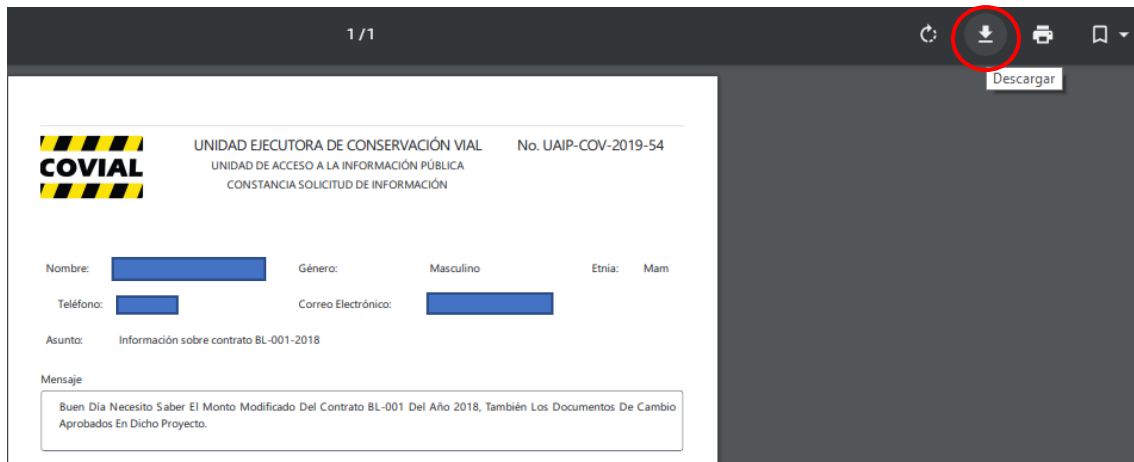 1 / 1
Descargar
COVIAL
UNIDAD EJECUTORA DE CONSERVACIÓN VIAL No. UAIP-COV-2019-54
UNIDAD DE ACCESO A LA INFORMACIÓN PÚBLICA
CONSTANCIA SOLICITUD DE INFORMACIÓN
Nombre: Género: Masculino Etnia: Mam
Teléfono: Correo Electrónico:
Asunto: Información sobre contrato BL-001-2018
Mensaje
Buen Día Necesito Saber El Monto Modificado Del Contrato BL-001 Del Año 2018, También Los Documentos De Cambio
Aprobados En Dicho Proyecto.